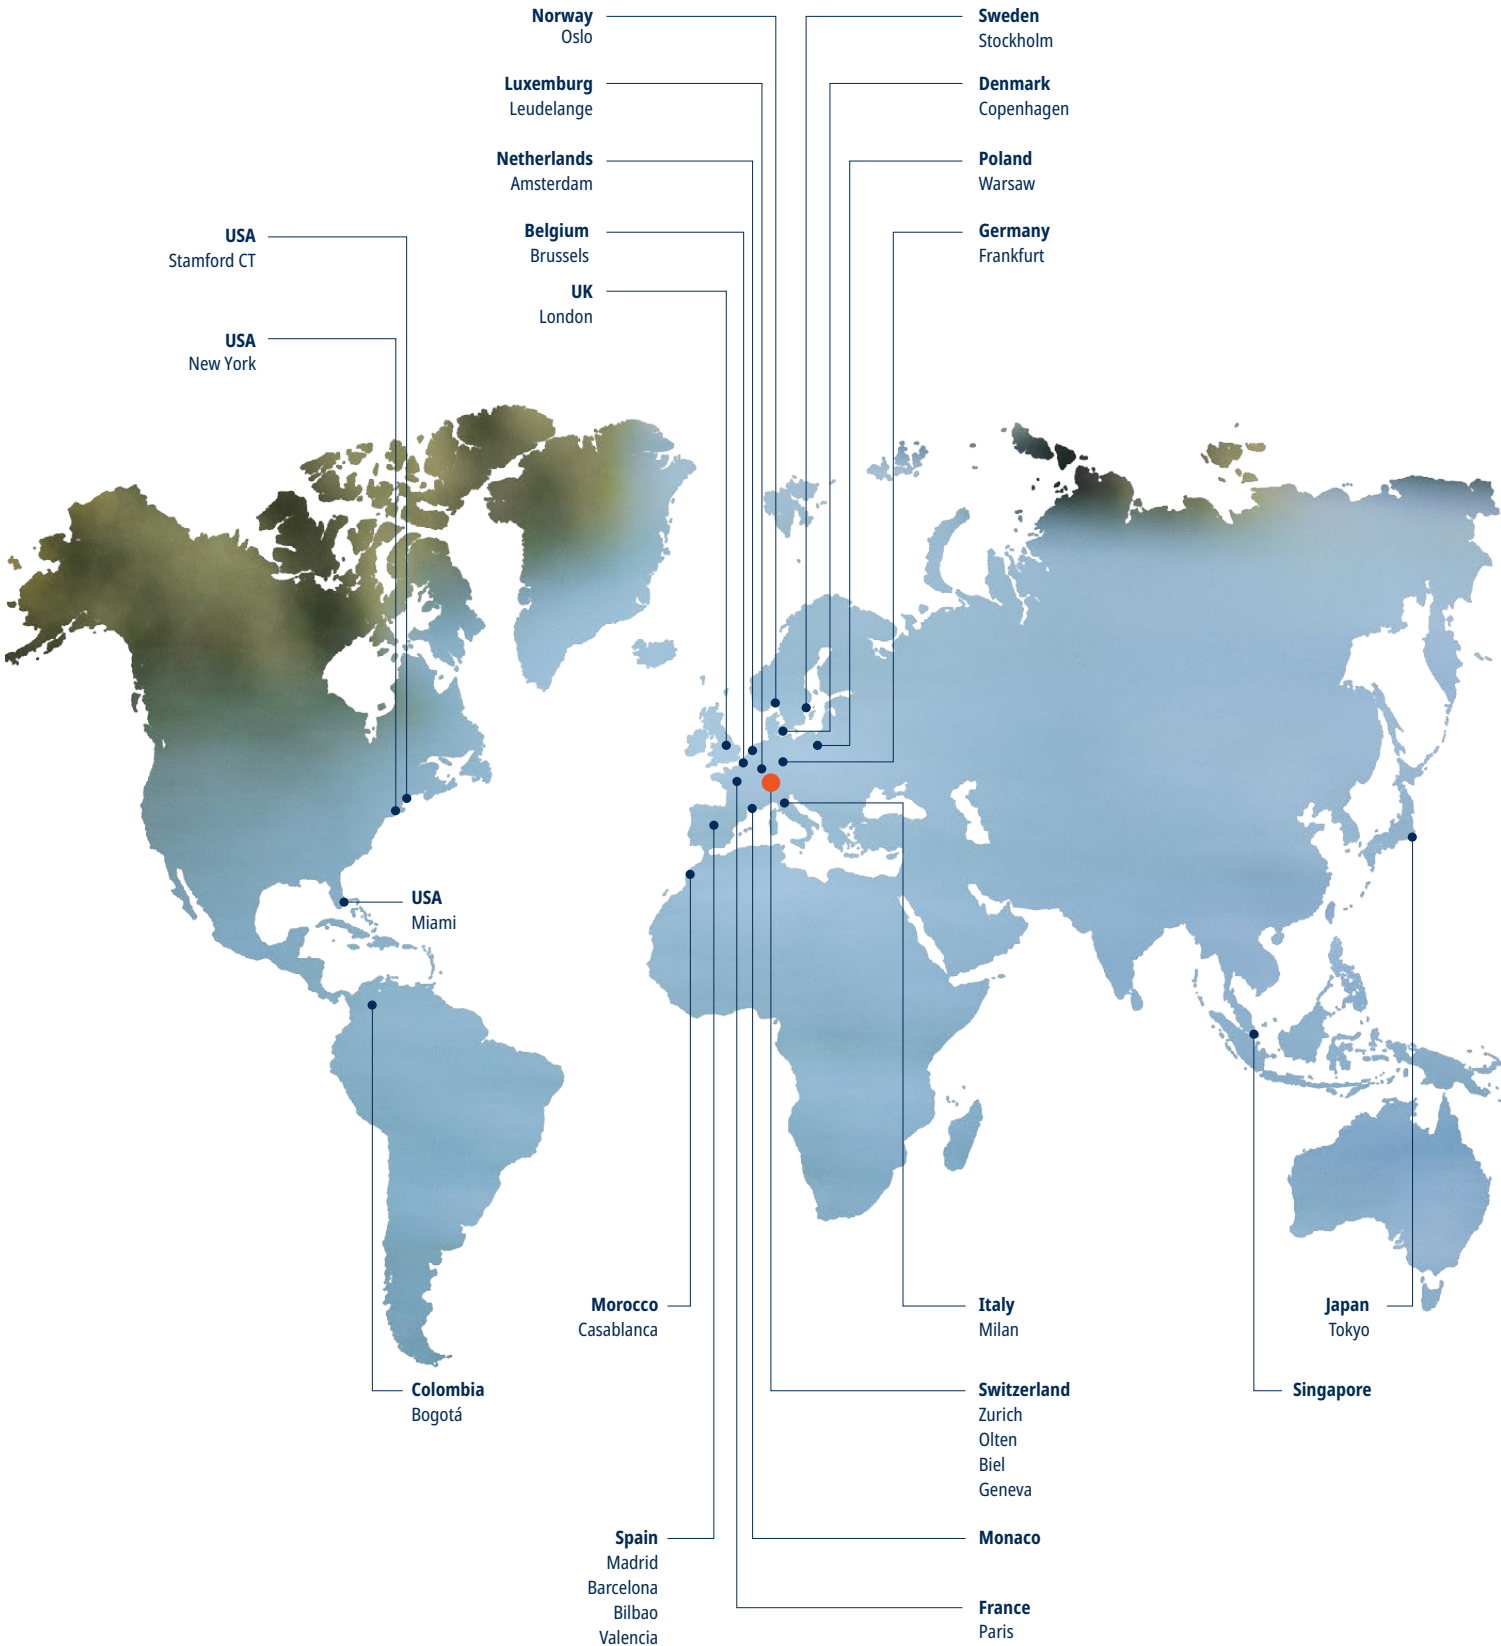 Norway
Oslo
Sweden
Stockholm
Luxemburg
Leudelange
Denmark
Copenhagen
Netherlands
Amsterdam
Poland
Warsaw
USA
Stamford CT
Belgium
Brussels
Germany
Frankfurt
UK
London
USA
New York
USA
Miami
Morocco
Casablanca
Italy
Milan
Japan
Tokyo
Colombia
Bogotá
Switzerland
Zurich
Olten
Biel
Geneva
Singapore
Spain
Madrid
Barcelona
Bilbao
Valencia
Monaco
France
Paris